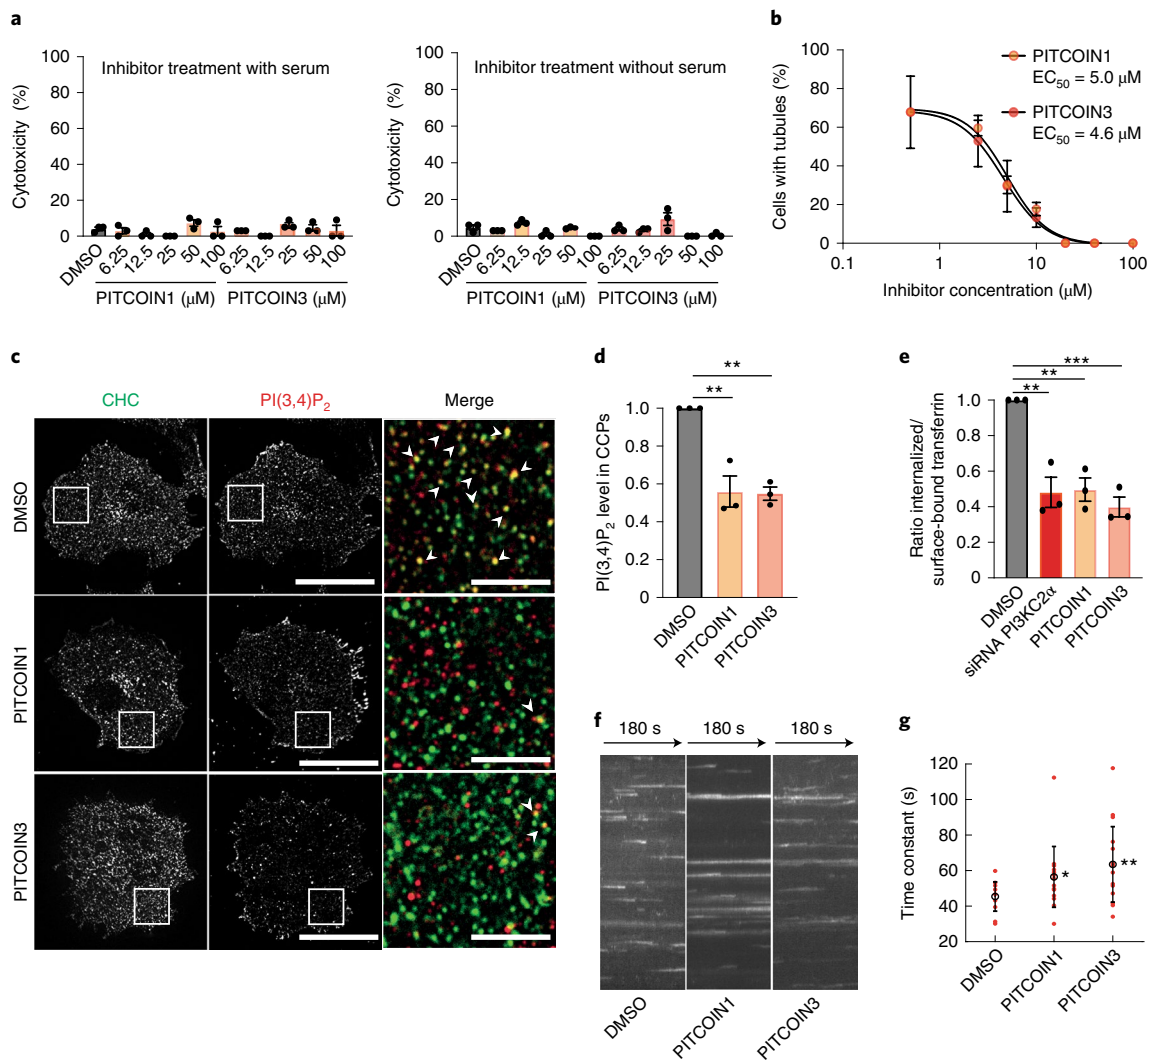 a
Inhibitor treatment with serum
Cytotoxicity (%)
100
80
60
40
20
0
DMSO 6.25 12.5 25 50 100 6.25 12.5 25 50 100
PITCOIN1 (μM) PITCOIN3 (μM)
Inhibitor treatment without serum
Cytotoxicity (%)
100
80
60
40
20
0
DMSO 6.25 12.5 25 50 100 6.25 12.5 25 50 100
PITCOIN1 (μM) PITCOIN3 (μM)
b
PITCOIN1
EC50 = 5.0 μM
PITCOIN3
EC50 = 4.6 μM
Cells with tubules (%)
100
80
60
40
20
0
0.1 1 10 100
Inhibitor concentration (μM)
c
CHC PI(3,4)P2 Merge
DMSO
PITCOIN1
PITCOIN3
d
**
**
PI(3,4)P2 level in CCPs
1.0
0.8
0.6
0.4
0.2
0
DMSO PITCOIN1 PITCOIN3
e
***
**
**
Ratio internalized/
surface-bound transferrin
1.0
0.8
0.6
0.4
0.2
0
DMSO siRNA PI3KC2α PITCOIN1 PITCOIN3
f
180 s 180 s 180 s
DMSO PITCOIN1 PITCOIN3
g
Time constant (s)
120
100
80
60
40
20
*
**
DMSO PITCOIN1 PITCOIN3